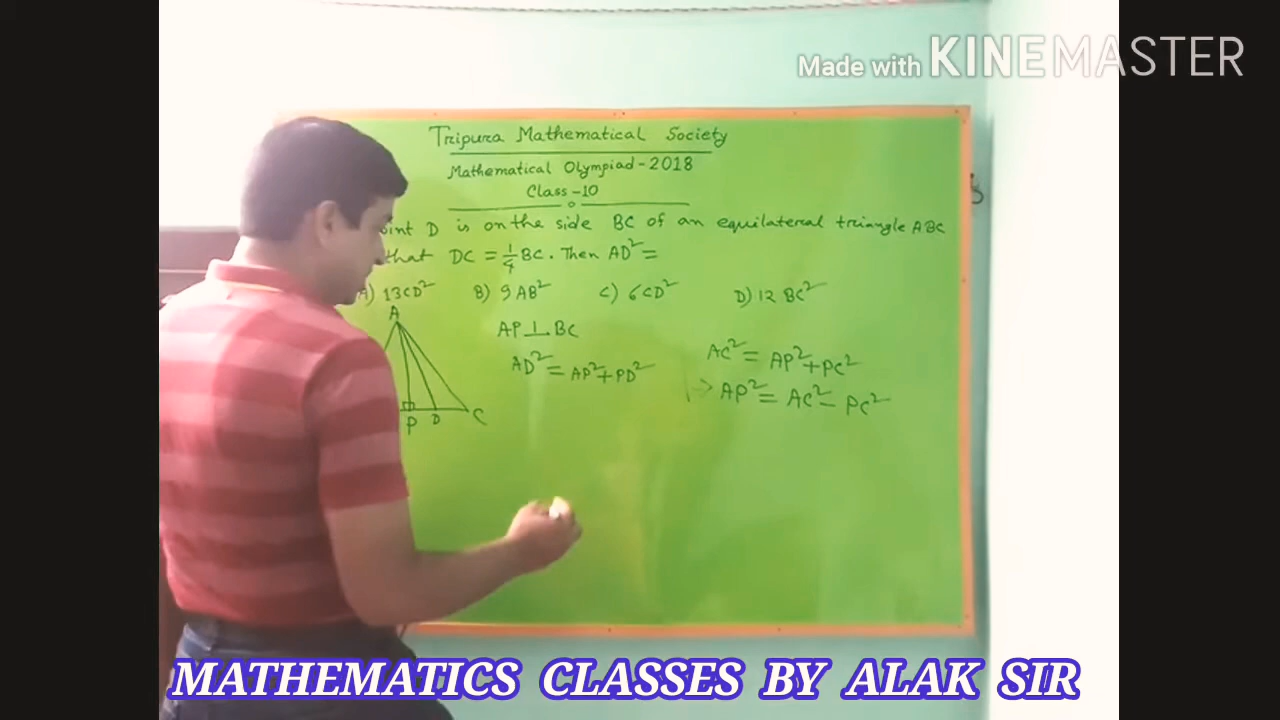 Made with KINEMASTER
Tripura Mathematical Society
Mathematical Olympiad-2018
Class-10
D is on the side BC of an equilateral triangle ABC
that DC = 1/4 BC. Then AD² =
A) 13CD² B) 9AB² C) 6CD² D) 12 BC²
A
AP ⊥ BC
AD² = AP² + PD²
AC² = AP² + PC²
⇒ AP² = AC² - PC²
P D C
MATHEMATICS CLASSES BY ALAK SIR